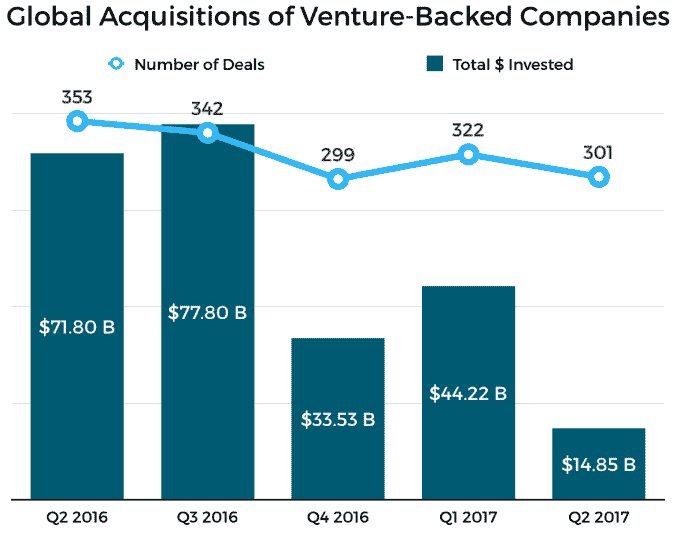 Global Acquisitions of Venture-Backed Companies
Number of Deals
Total $ Invested
353
342
299
322
301
$71.80 B
$77.80 B
$33.53 B
$44.22 B
$14.85 B
Q2 2016
Q3 2016
Q4 2016
Q1 2017
Q2 2017